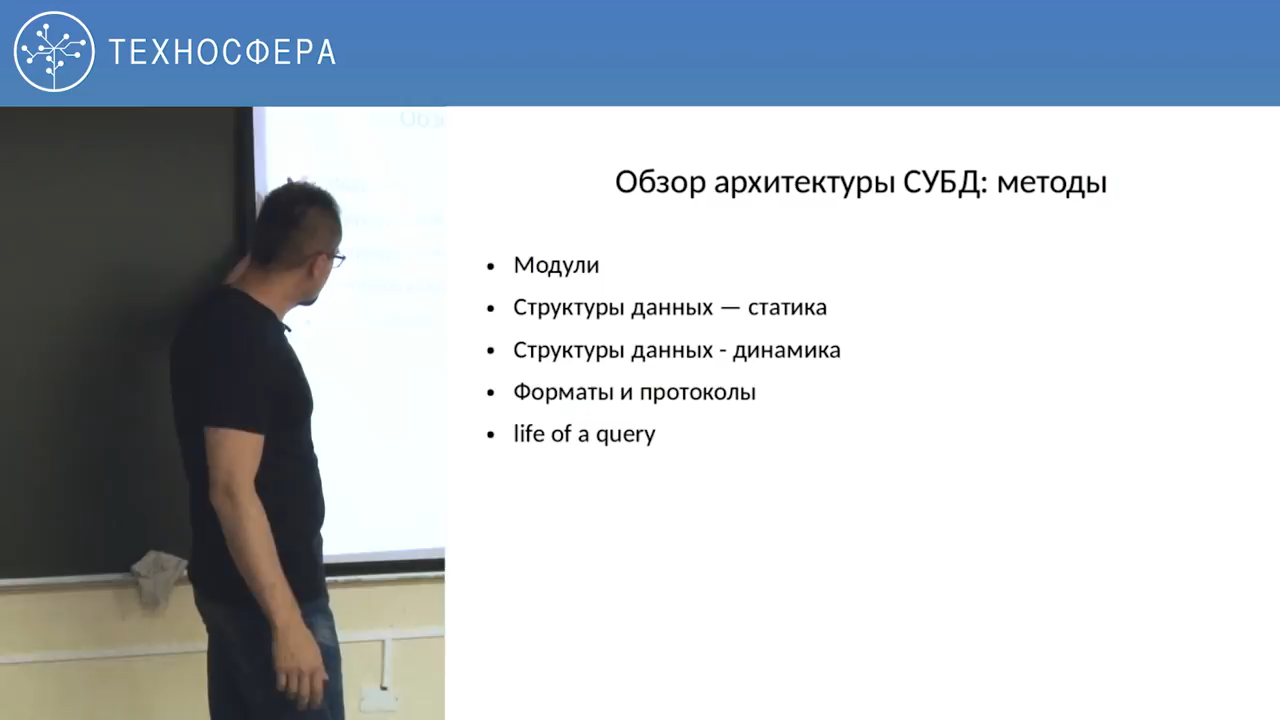 ТЕХНОСФЕРА
Обзор архитектуры СУБД: методы
Модули
Структуры данных — статика
Структуры данных - динамика
Форматы и протоколы
life of a query